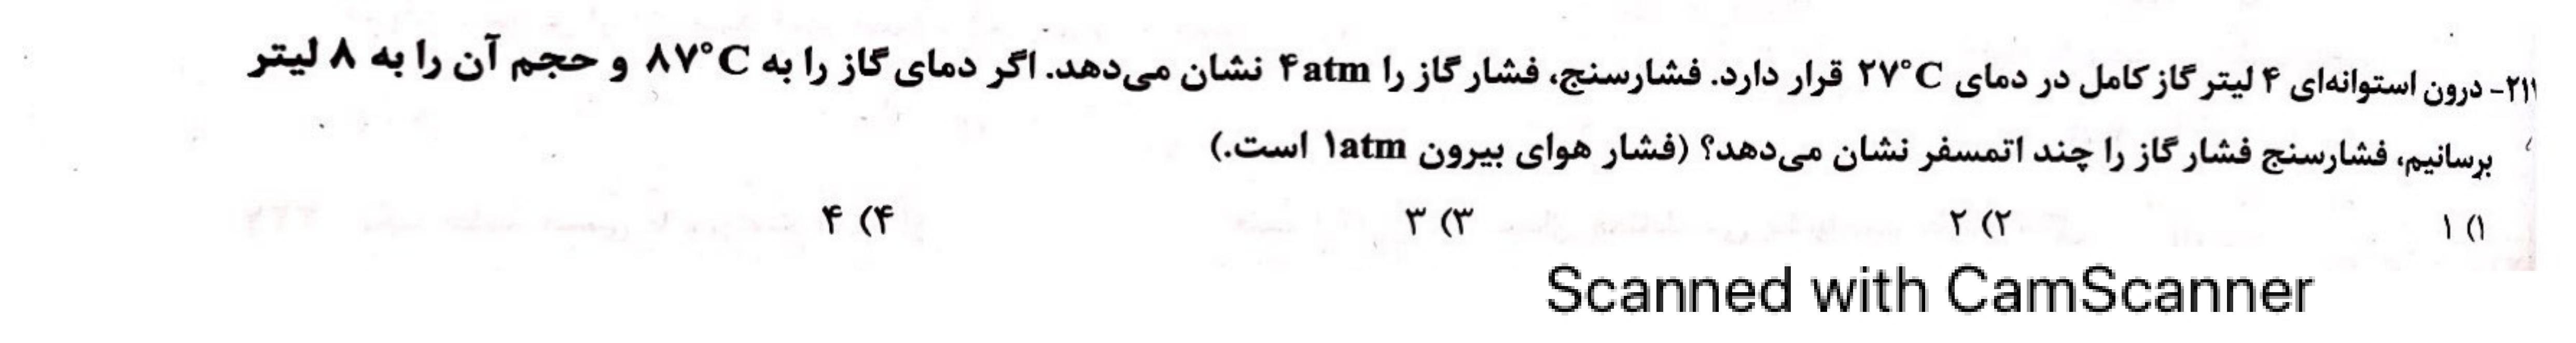 ۲۱۱- درون استوانه‌ای ۴ لیتر گاز کامل در دمای ۲۷°C قرار دارد. فشارسنج، فشار گاز را ۴atm نشان می‌دهد. اگر دمای گاز را به ۸۷°C و حجم آن را به ۸ لیتر
برسانیم، فشارسنج فشار گاز را چند اتمسفر نشان می‌دهد؟ (فشار هوای بیرون ۱atm است.)
۱) ۱ ۲) ۲ ۳) ۳ ۴) ۴
Scanned with CamScanner